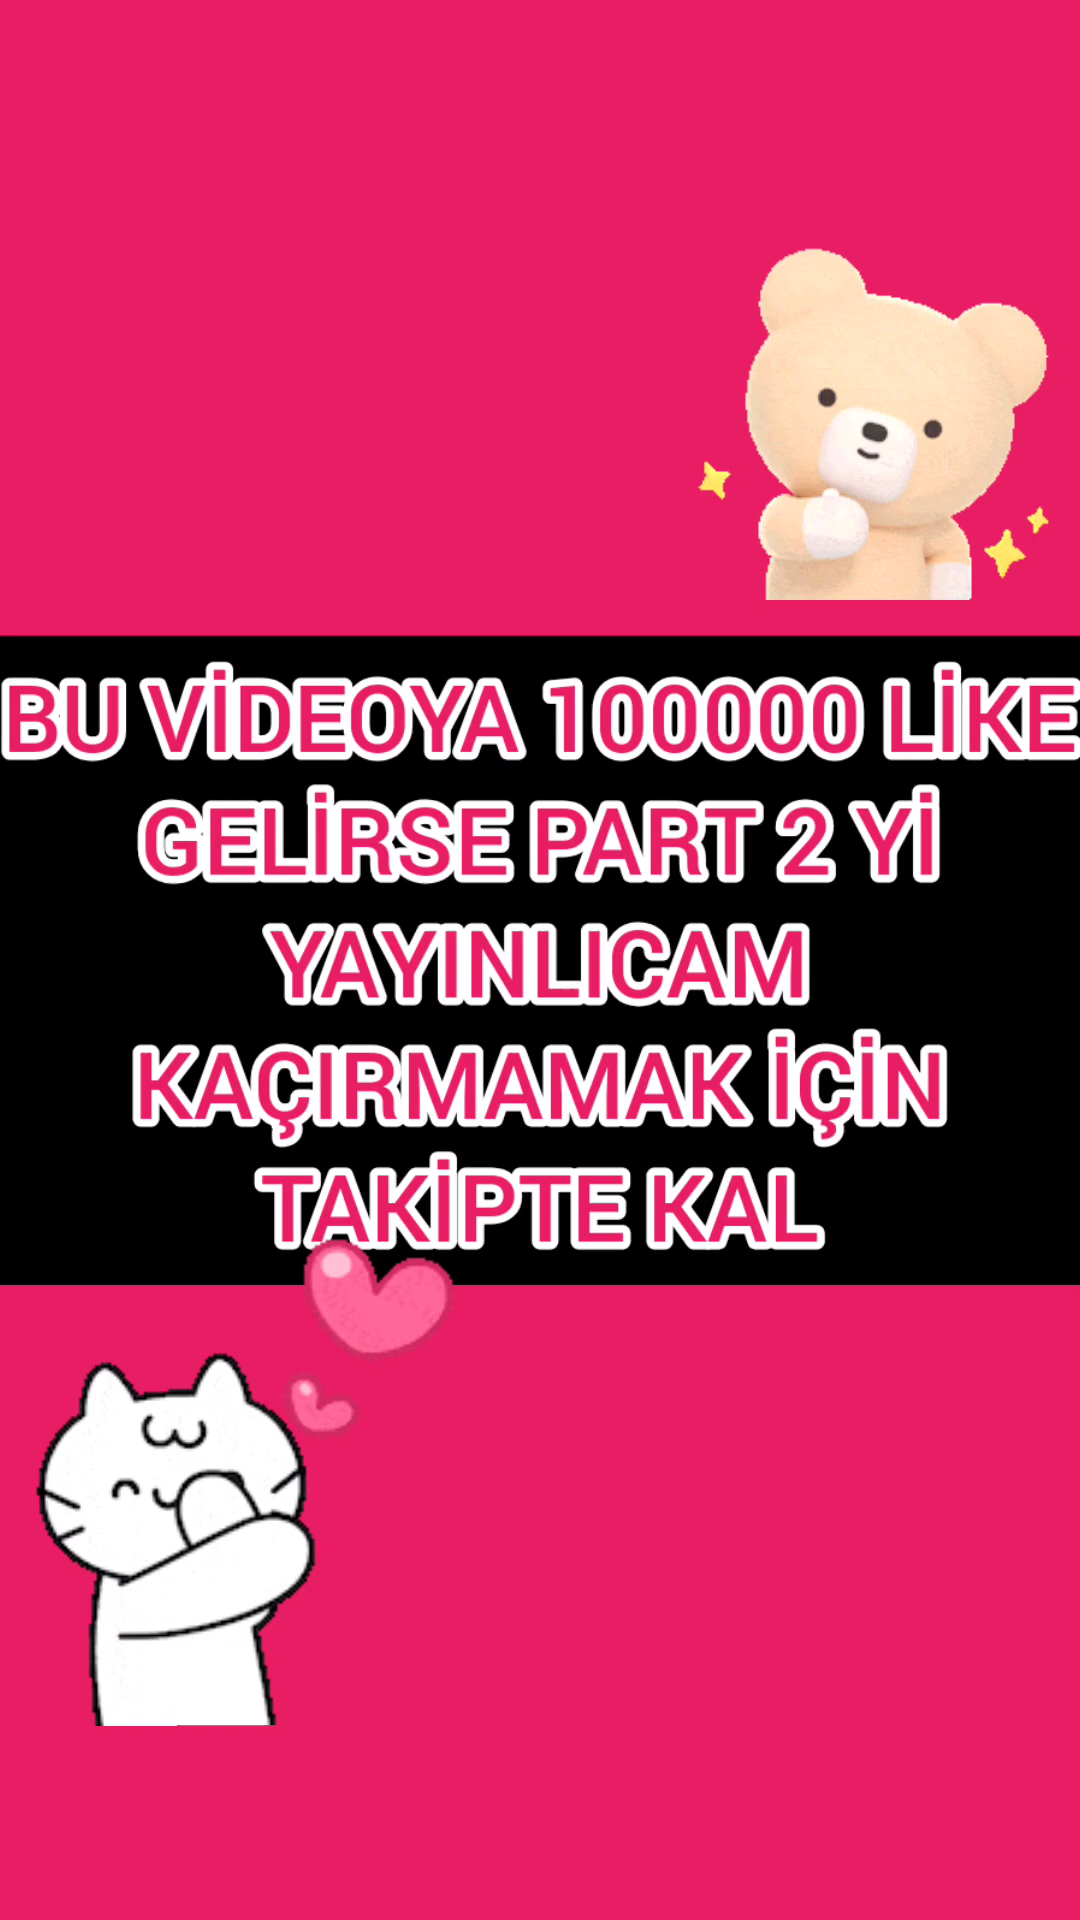 BU VİDEOYA 100000 LİKE
GELİRSE PART 2 Yİ
YAYINLICAM
KAÇIRMAMAK İÇİN
TAKİPTE KAL